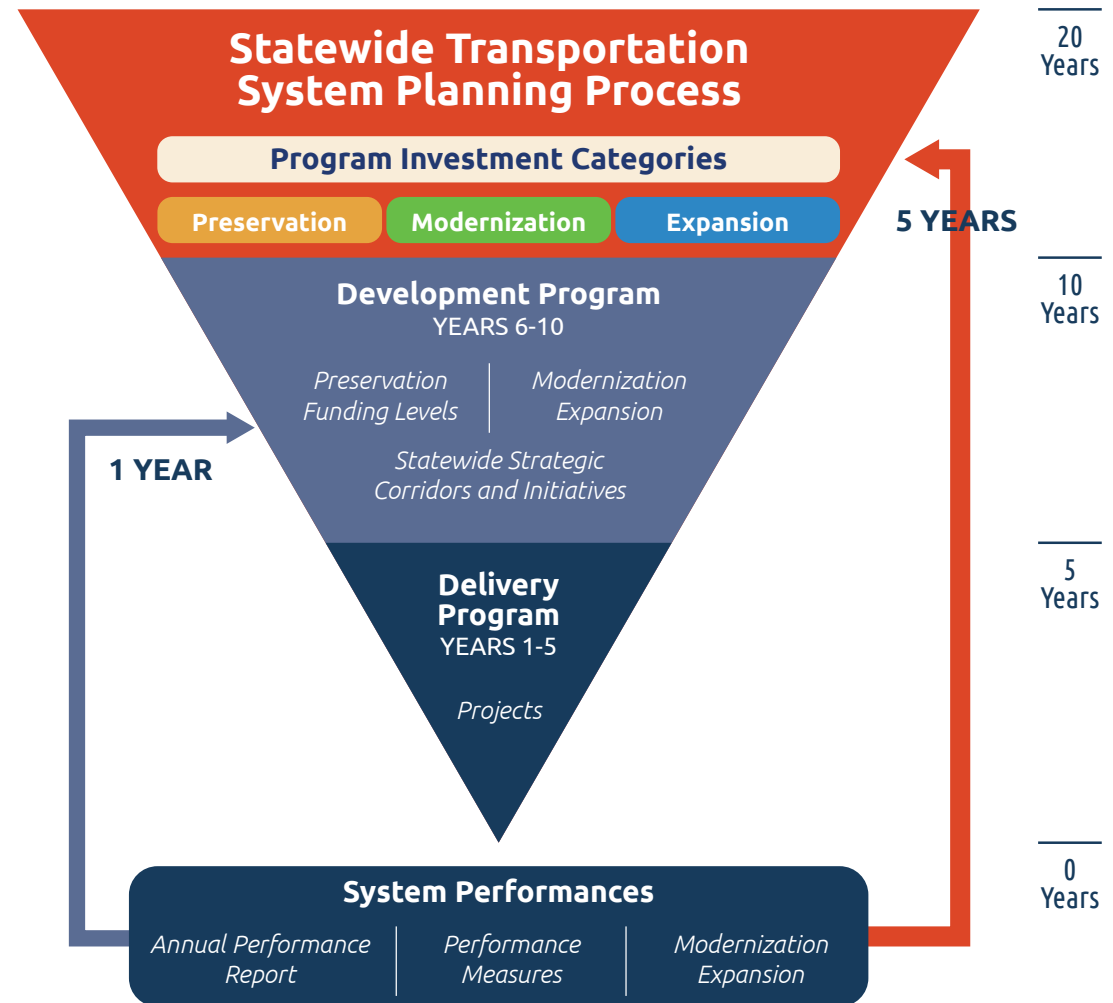 Statewide Transportation
System Planning Process
Program Investment Categories
Preservation
Modernization
Expansion
5 YEARS
Development Program
YEARS 6-10
Preservation
Funding Levels
Modernization
Expansion
Statewide Strategic
Corridors and Initiatives
1 YEAR
Delivery
Program
YEARS 1-5
Projects
System Performances
Annual Performance
Report
Performance
Measures
Modernization
Expansion
20
Years
10
Years
5
Years
0
Years